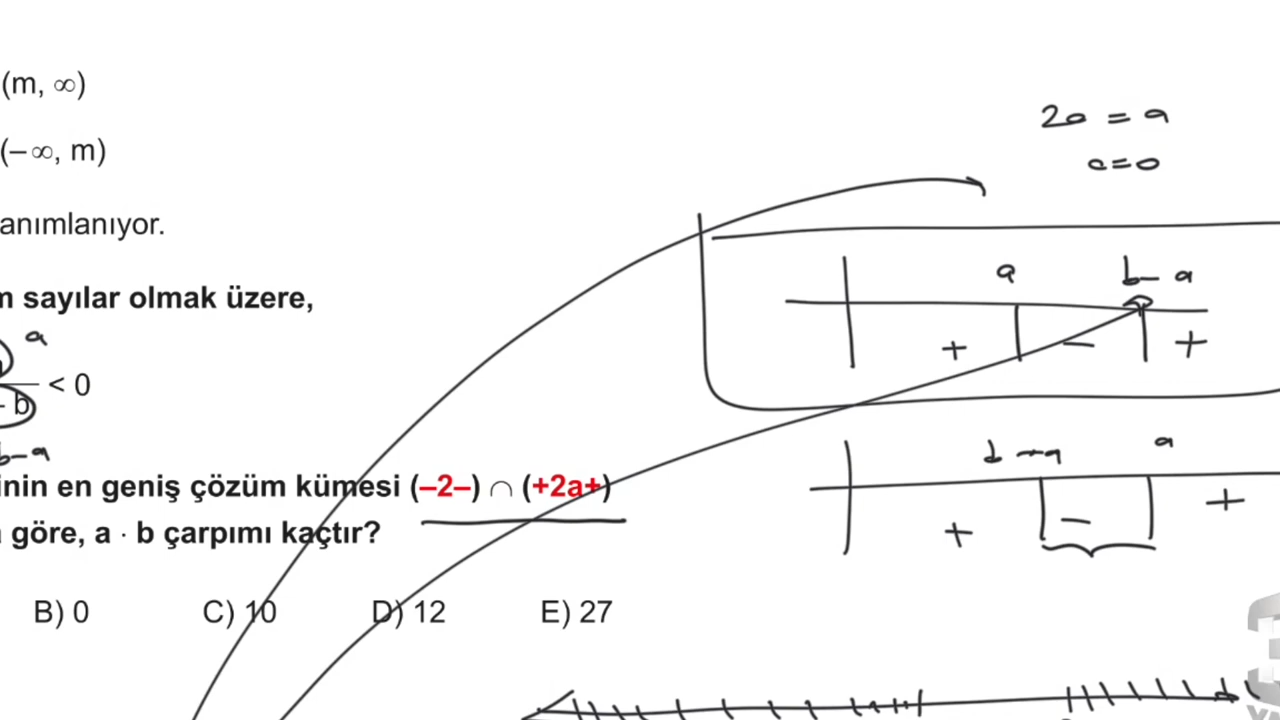 (m, ∞)
(–∞, m)
anımlanıyor.
sayılar olmak üzere,
a
b
< 0
b-a
inin en geniş çözüm kümesi (–2–) ∩ (+2a+)
göre, a · b çarpımı kaçtır?
B) 0 C) 10 D) 12 E) 27
2a = a
a=0
a b-a
+ - +
b-a a
+ - +